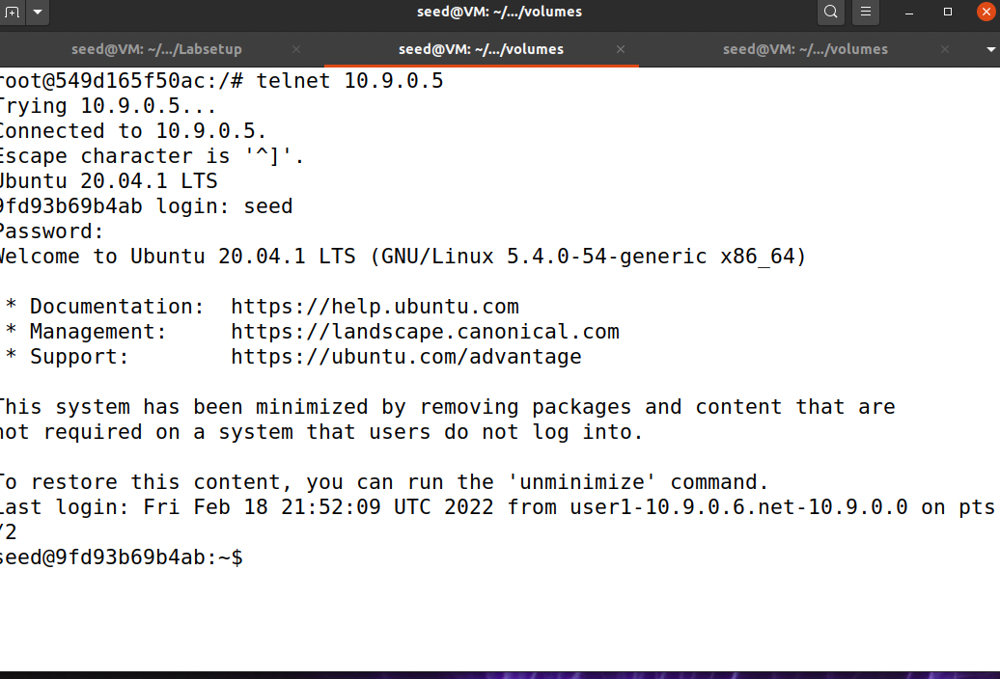 seed@VM: ~/.../volumes
seed@VM: ~/.../Labsetup
seed@VM: ~/.../volumes
seed@VM: ~/.../volumes
root@549d165f50ac:/# telnet 10.9.0.5
Trying 10.9.0.5...
Connected to 10.9.0.5.
Escape character is '^]'.
Ubuntu 20.04.1 LTS
9fd93b69b4ab login: seed
Password:
Welcome to Ubuntu 20.04.1 LTS (GNU/Linux 5.4.0-54-generic x86_64)
* Documentation:  https://help.ubuntu.com
* Management:     https://landscape.canonical.com
* Support:        https://ubuntu.com/advantage
This system has been minimized by removing packages and content that are
not required on a system that users do not log into.
To restore this content, you can run the 'unminimize' command.
Last login: Fri Feb 18 21:52:09 UTC 2022 from user1-10.9.0.6.net-10.9.0.0 on pts
/2
seed@9fd93b69b4ab:~$